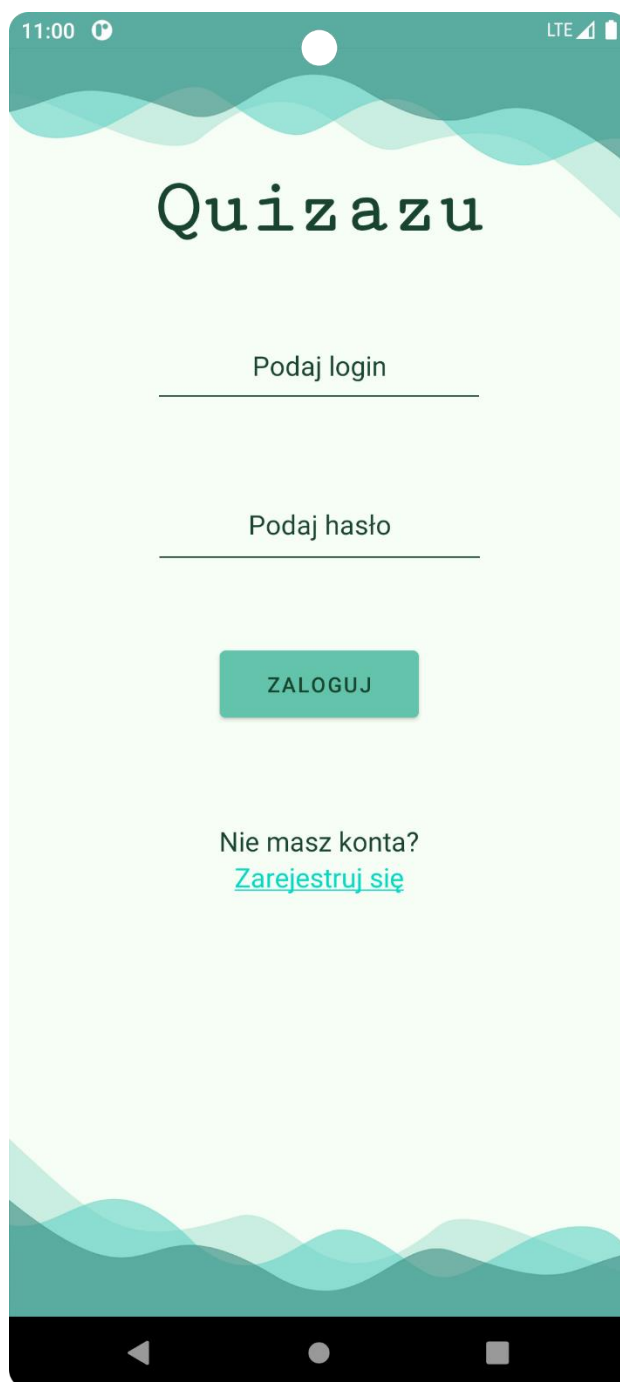 11:00 LTE
Quizazu
Podaj login
Podaj hasło
ZALOGUJ
Nie masz konta?
Zarejestruj się